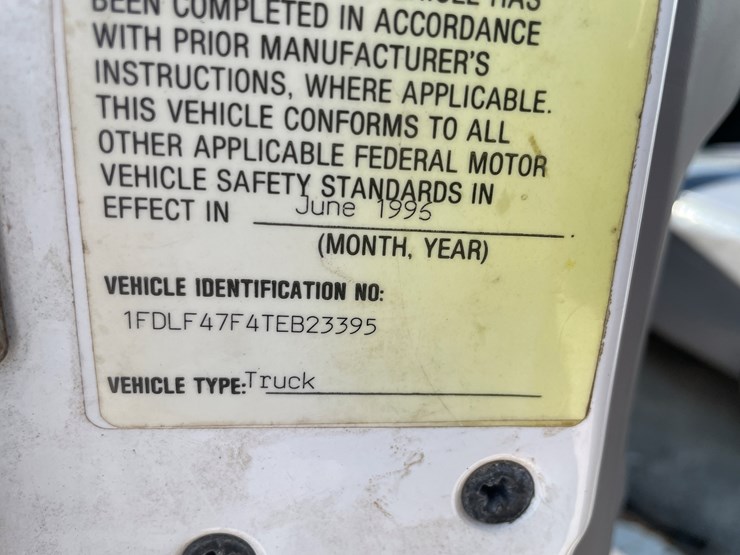 BEEN COMPLETED IN ACCORDANCE
WITH PRIOR MANUFACTURER'S
INSTRUCTIONS, WHERE APPLICABLE.
THIS VEHICLE CONFORMS TO ALL
OTHER APPLICABLE FEDERAL MOTOR
VEHICLE SAFETY STANDARDS IN
EFFECT IN June 1995
(MONTH, YEAR)
VEHICLE IDENTIFICATION NO:
1FDLF47F4TEB23395
VEHICLE TYPE:Truck